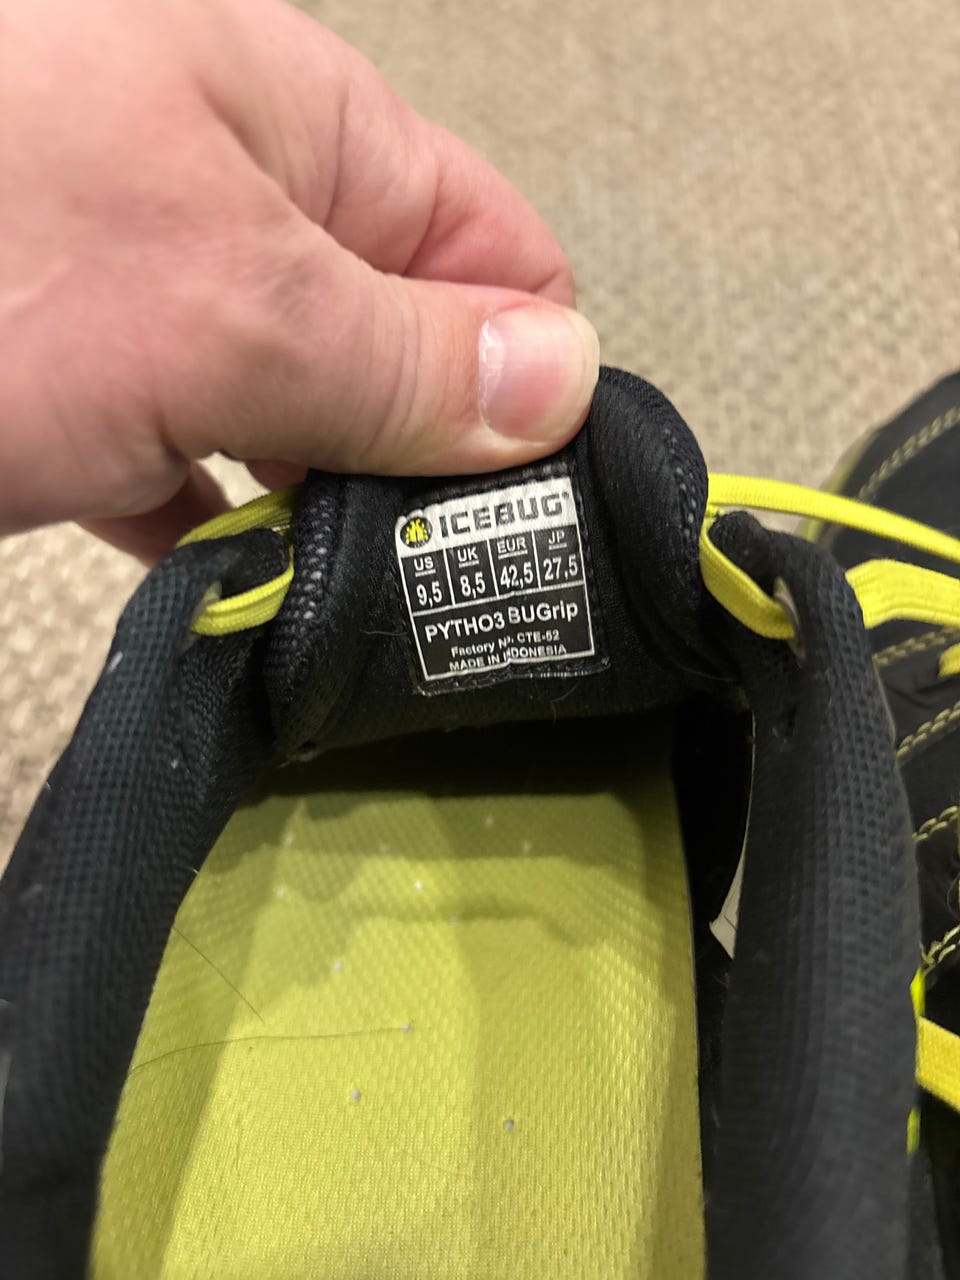 ICEBUG®
US UK EUR JP
9,5 8,5 42,5 27.5
PYTHO3 BUGrip
Factory Nº. CTE-52
MADE IN INDONESIA